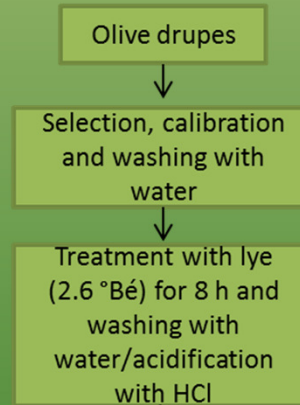 Olive drupes
Selection, calibration
and washing with
water
Treatment with lye
(2.6 °Bé) for 8 h and
washing with
water/acidification
with HCl